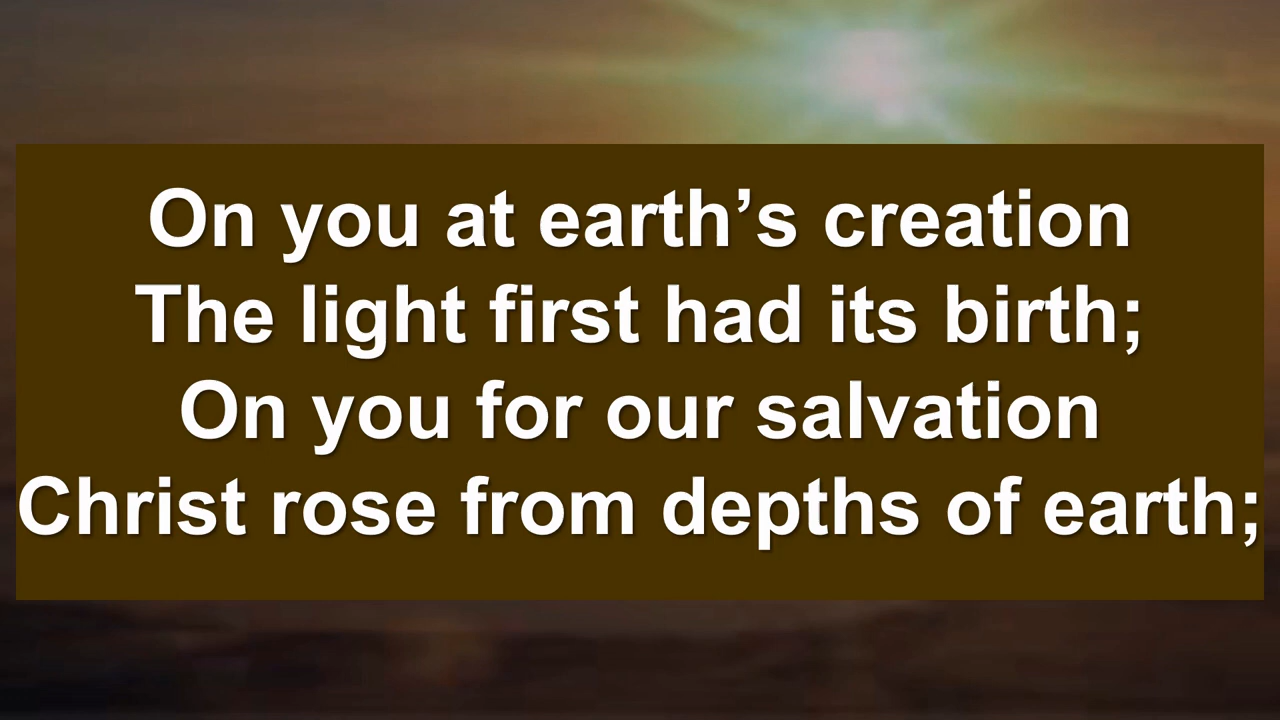 On you at earth’s creation
The light first had its birth;
On you for our salvation
Christ rose from depths of earth;